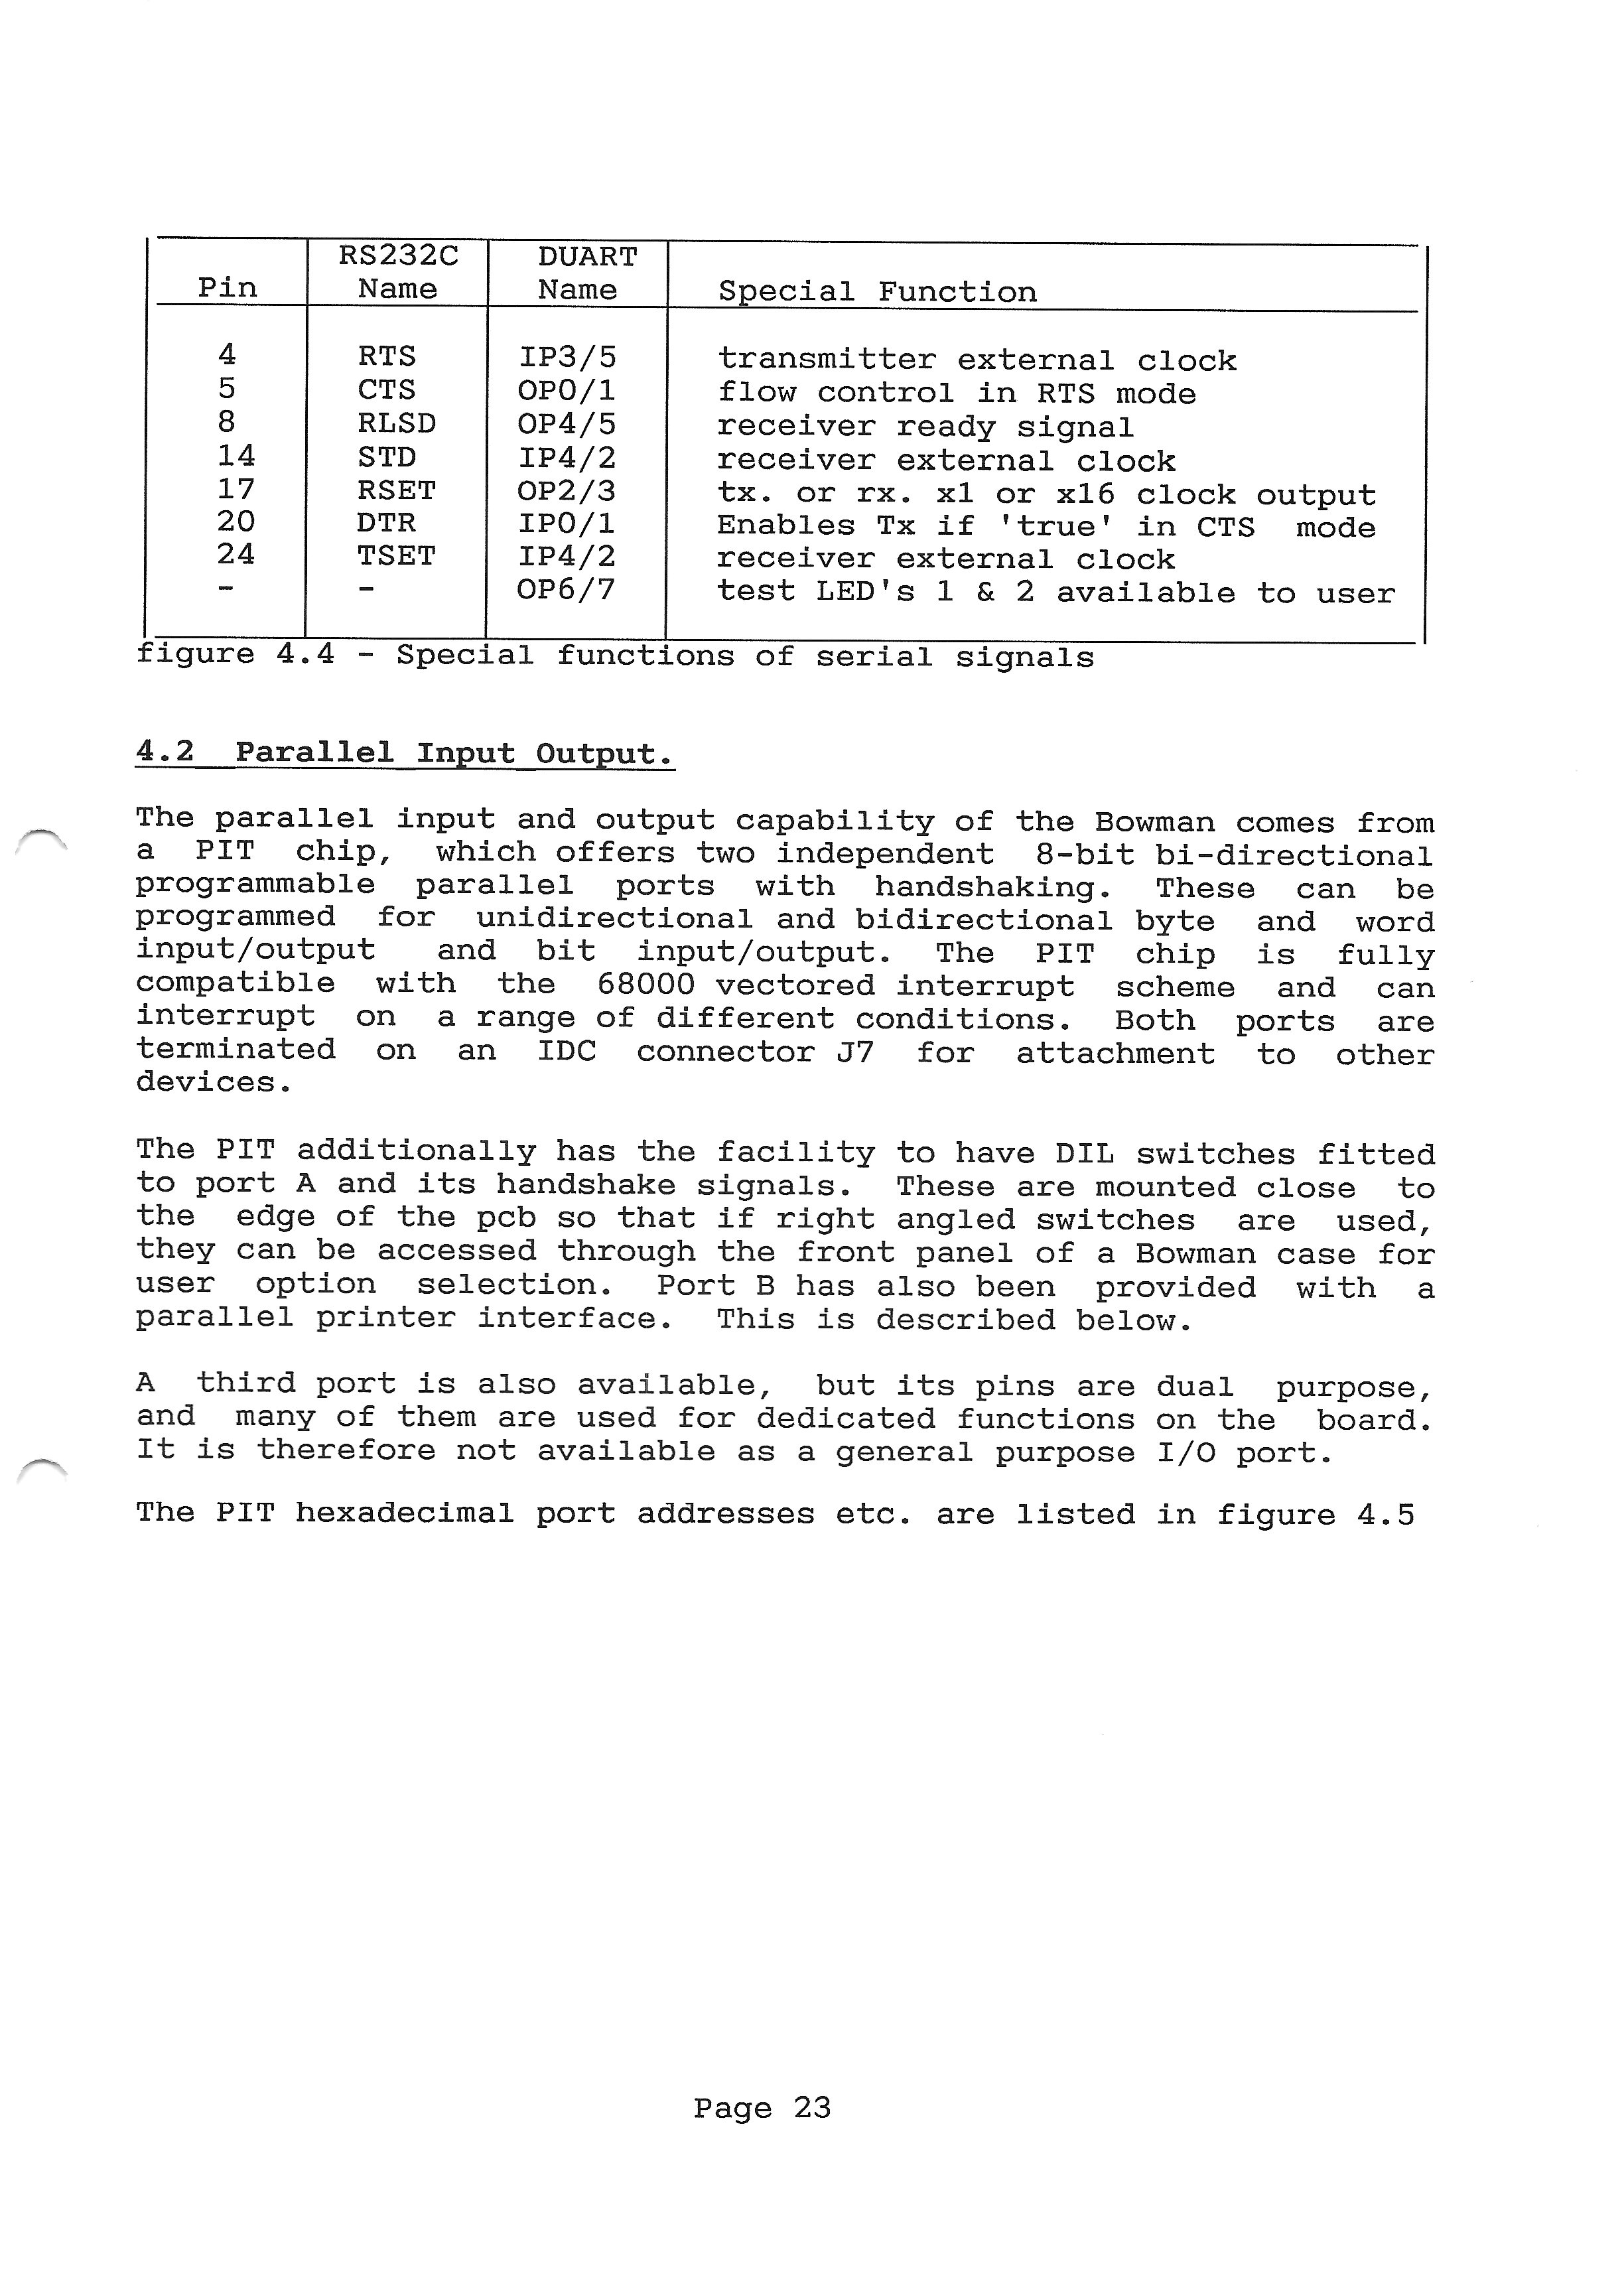 RS232C DUART
Pin Name Name Special Function
4 RTS IP3/5 transmitter external clock
5 CTS OP0/1 flow control in RTS mode
8 RLSD OP4/5 receiver ready signal
14 STD IP4/2 receiver external clock
17 RSET OP2/3 tx. or rx. x1 or x16 clock output
20 DTR IP0/1 Enables Tx if 'true' in CTS mode
24 TSET IP4/2 receiver external clock
- - OP6/7 test LED's 1 & 2 available to user
figure 4.4 - Special functions of serial signals
4.2 Parallel Input Output.
The parallel input and output capability of the Bowman comes from
a PIT chip, which offers two independent 8-bit bi-directional
programmable parallel ports with handshaking. These can be
programmed for unidirectional and bidirectional byte and word
input/output and bit input/output. The PIT chip is fully
compatible with the 68000 vectored interrupt scheme and can
interrupt on a range of different conditions. Both ports are
terminated on an IDC connector J7 for attachment to other
devices.
The PIT additionally has the facility to have DIL switches fitted
to port A and its handshake signals. These are mounted close to
the edge of the pcb so that if right angled switches are used,
they can be accessed through the front panel of a Bowman case for
user option selection. Port B has also been provided with a
parallel printer interface. This is described below.
A third port is also available, but its pins are dual purpose,
and many of them are used for dedicated functions on the board.
It is therefore not available as a general purpose I/O port.
The PIT hexadecimal port addresses etc. are listed in figure 4.5
Page 23